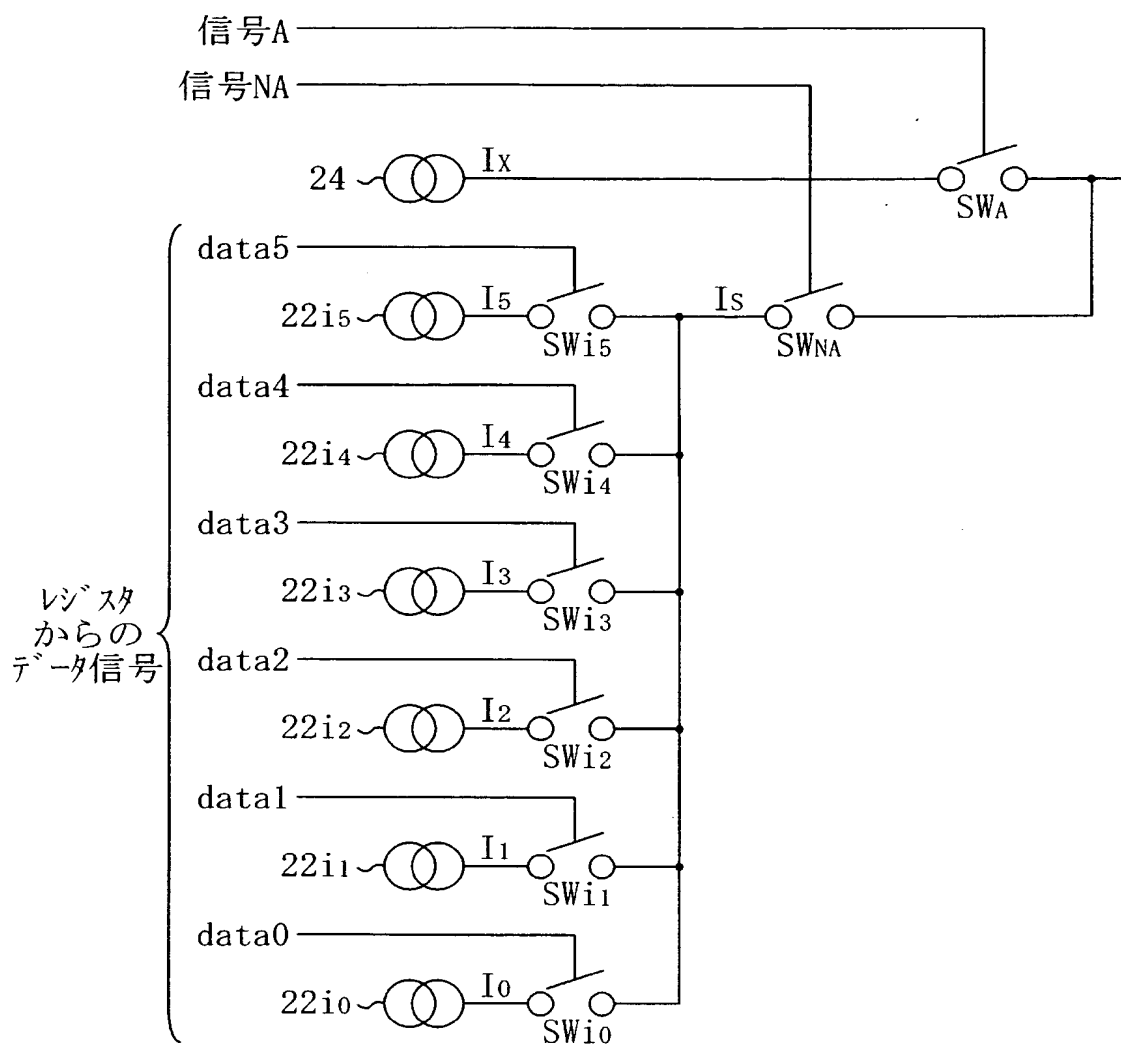 信号A
信号NA
24 IX
SWA
data5
22i5 I5 IS
SWi5 SWNA
data4
22i4 I4
SWi4
data3
22i3 I3
SWi3
レジスタ
からの
データ信号
data2
22i2 I2
SWi2
data1
22i1 I1
SWi1
data0
22i0 I0
SWi0